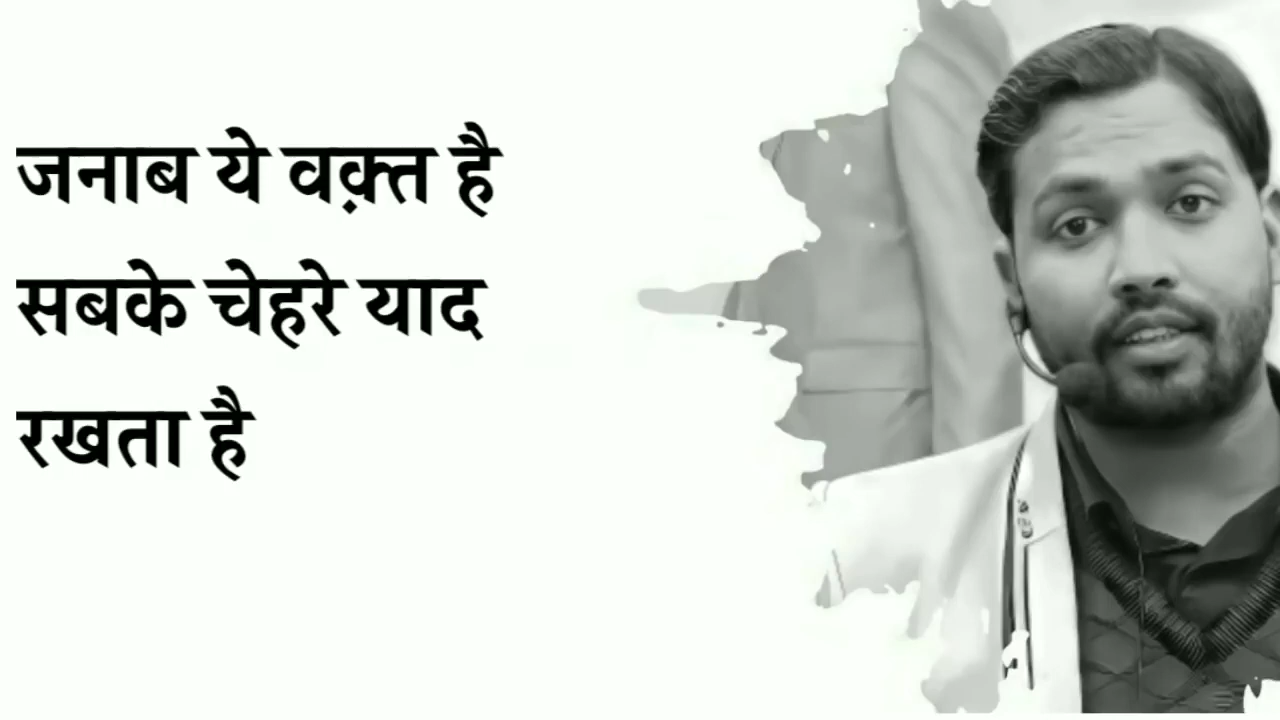 जनाब ये वक़्त है
सबके चेहरे याद
रखता है